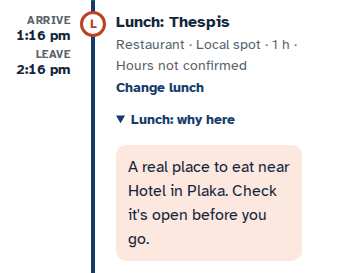 ARRIVE
1:16 pm
LEAVE
2:16 pm
L
Lunch: Thespis
Restaurant · Local spot · 1 h ·
Hours not confirmed
Change lunch
▼ Lunch: why here
A real place to eat near
Hotel in Plaka. Check
it's open before you
go.